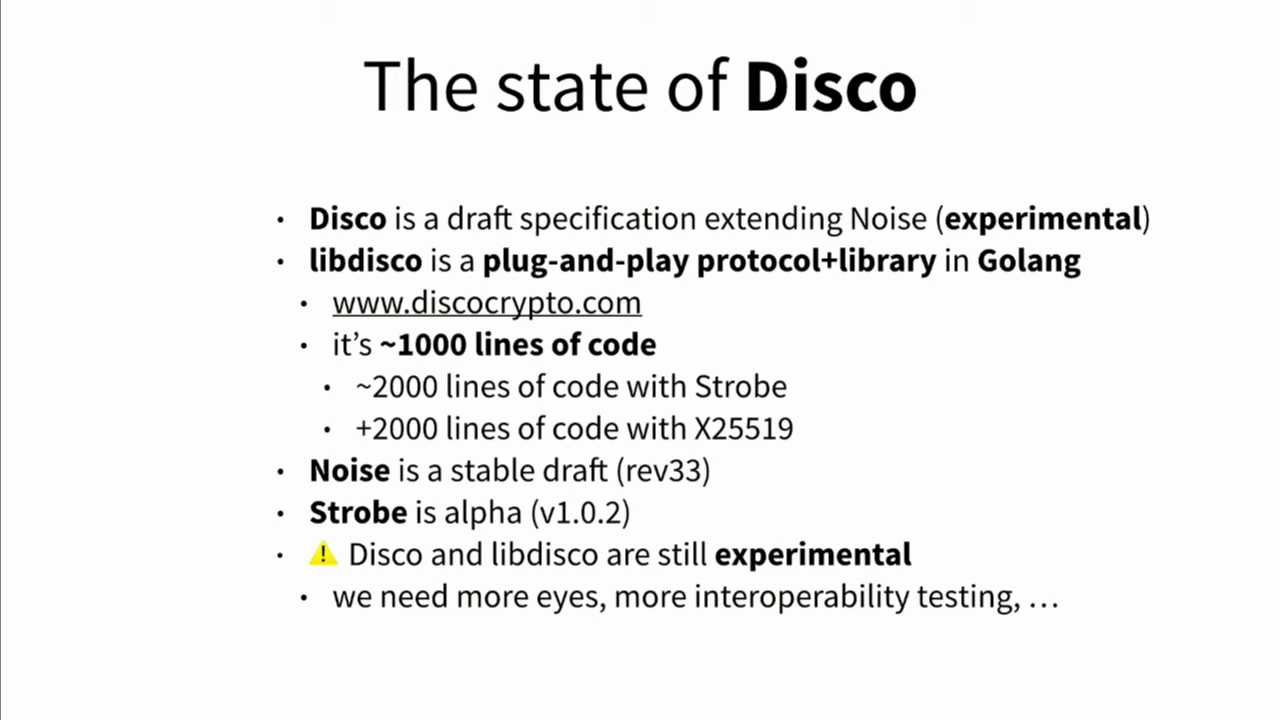 The state of Disco
• Disco is a draft specification extending Noise (experimental)
• libdisco is a plug-and-play protocol+library in Golang
• www.discocrypto.com
• it’s ~1000 lines of code
• ~2000 lines of code with Strobe
• +2000 lines of code with X25519
• Noise is a stable draft (rev33)
• Strobe is alpha (v1.0.2)
• ⚠ Disco and libdisco are still experimental
• we need more eyes, more interoperability testing, …